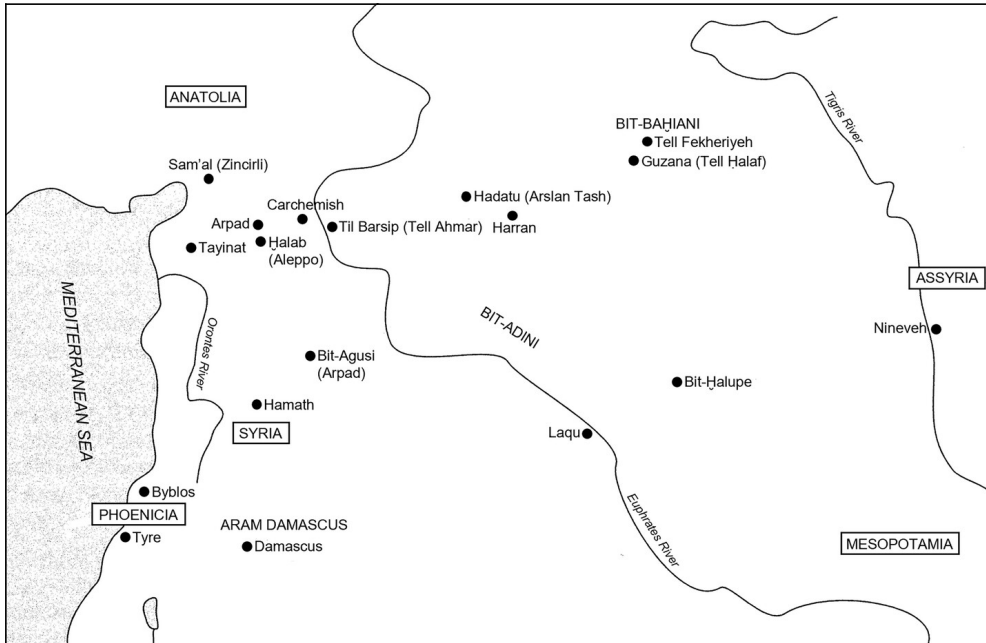 ANATOLIA
Tigris River
BIT-BAḪIANI
Tell Fekheriyeh
Guzana (Tell Ḥalaf)
Sam'al (Zincirli)
Hadatu (Arslan Tash)
Carchemish
Harran
Arpad
Til Barsip (Tell Ahmar)
Tayinat
Ḫalab
(Aleppo)
ASSYRIA
MEDITERRANEAN SEA
Orontes River
BIT-ADINI
Nineveh
Bit-Agusi
(Arpad)
Bit-Ḫalupe
Hamath
SYRIA
Laqu
Byblos
Euphrates River
PHOENICIA
ARAM DAMASCUS
Tyre
Damascus
MESOPOTAMIA